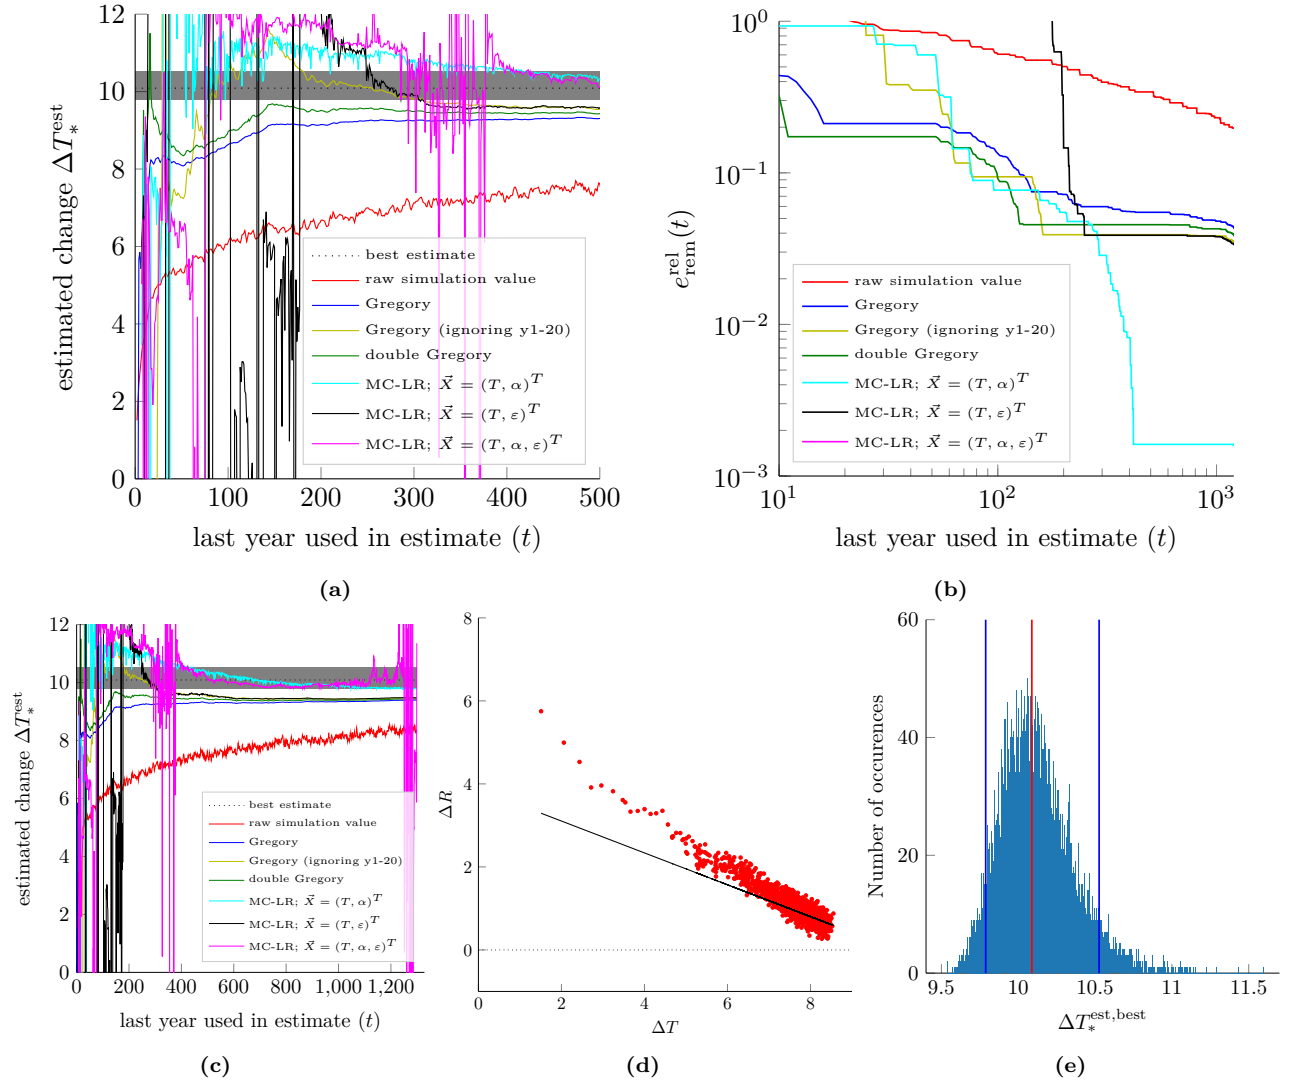 12
10
8
6
4
2
0
0
100
200
300
400
500
estimated change ΔT*^est
last year used in estimate (t)
best estimate
raw simulation value
Gregory
Gregory (ignoring y1-20)
double Gregory
MC-LR; X⃗ = (T, α)^T
MC-LR; X⃗ = (T, ε)^T
MC-LR; X⃗ = (T, α, ε)^T
(a)
10^0
10^−1
10^−2
10^−3
10^1
10^2
10^3
e_rem^rel(t)
last year used in estimate (t)
raw simulation value
Gregory
Gregory (ignoring y1-20)
double Gregory
MC-LR; X⃗ = (T, α)^T
MC-LR; X⃗ = (T, ε)^T
MC-LR; X⃗ = (T, α, ε)^T
(b)
12
10
8
6
4
2
0
0
200
400
600
800
1,000
1,200
estimated change ΔT*^est
last year used in estimate (t)
best estimate
raw simulation value
Gregory
Gregory (ignoring y1-20)
double Gregory
MC-LR; X⃗ = (T, α)^T
MC-LR; X⃗ = (T, ε)^T
MC-LR; X⃗ = (T, α, ε)^T
(c)
8
6
4
2
0
0
2
4
6
8
ΔR
ΔT
(d)
60
40
20
0
9.5
10
10.5
11
11.5
Number of occurences
ΔT*^est,best
(e)